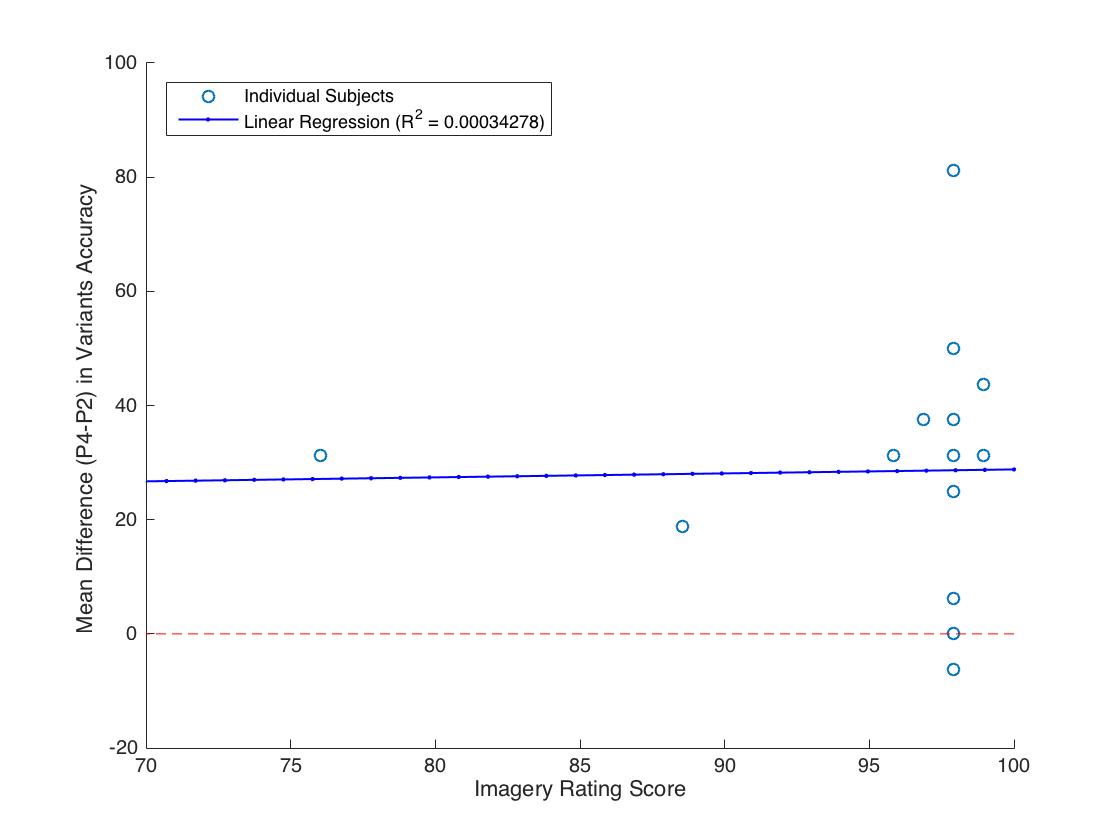 100
80
60
40
20
0
-20
Mean Difference (P4-P2) in Variants Accuracy
Individual Subjects
Linear Regression (R² = 0.00034278)
70 75 80 85 90 95 100
Imagery Rating Score